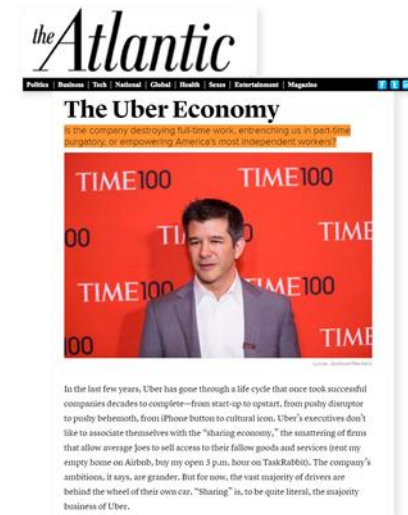 the Atlantic
Politics | Business | Tech | National | Global | Health | Sexes | Entertainment | Magazine
The Uber Economy
Is the company destroying full-time work, entrenching us in part-time
purgatory, or empowering America's most independent workers?
TIME100 TIME100
00 TI 0 TIME
TIME100 TIME100
100 TIME
Lucas Jackson/Reuters
In the last few years, Uber has gone through a life cycle that once took successful
companies decades to complete—from start-up to upstart, from pushy disruptor
to pushy behemoth, from iPhone button to cultural icon. Uber's executives don't
like to associate themselves with the "sharing economy," the smattering of firms
that allow average Joes to sell access to their fallow goods and services (rent my
empty home on Airbnb, buy my open 5 p.m. hour on TaskRabbit). The company's
ambitions, it says, are grander. But for now, the vast majority of drivers are
behind the wheel of their own car. "Sharing" is, to be quite literal, the majority
business of Uber.